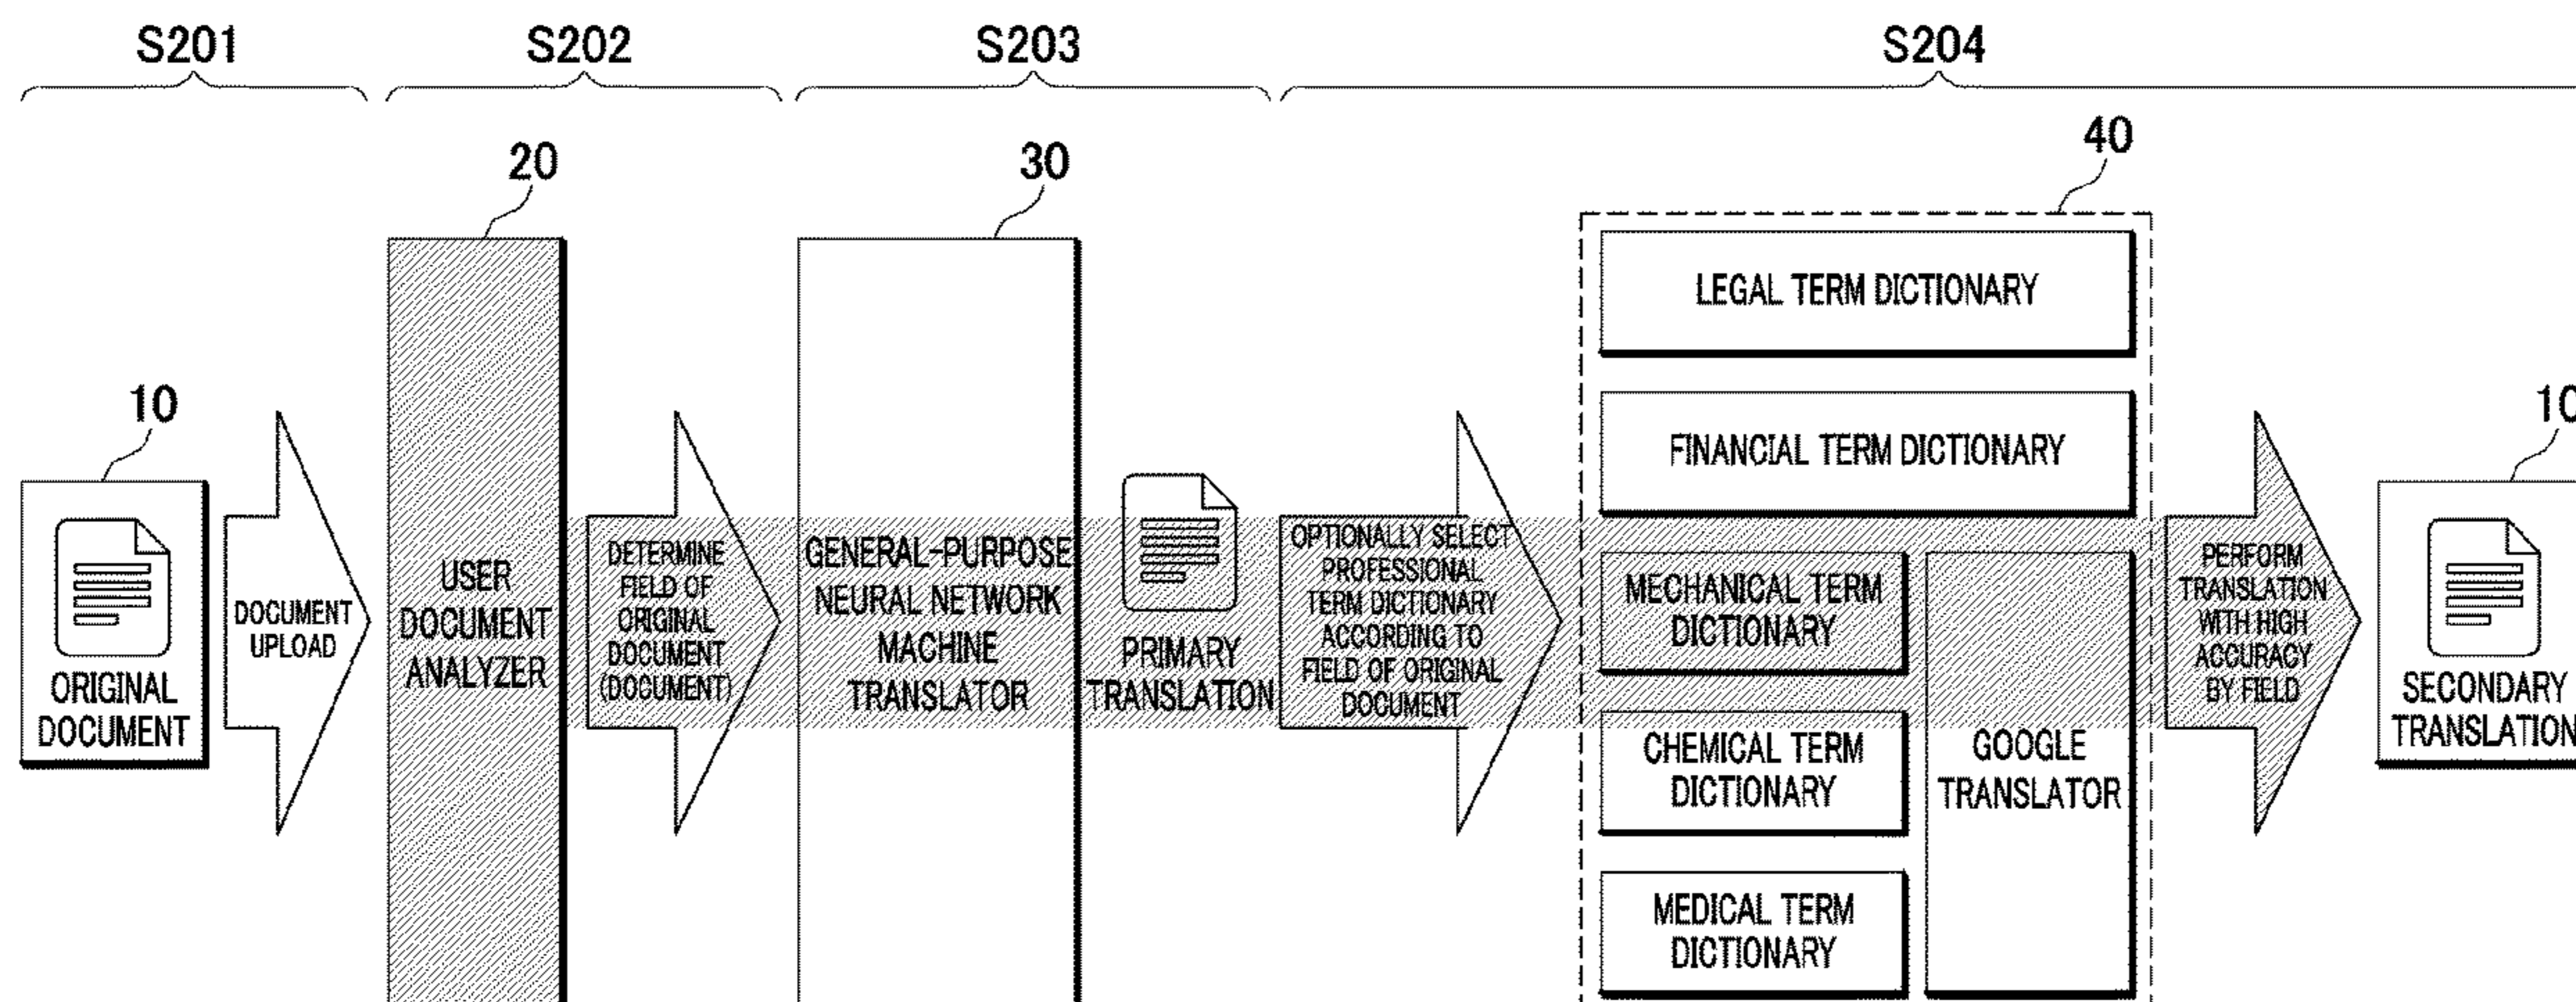 S201
S202
S203
S204
10
20
30
40
10
ORIGINAL
DOCUMENT
DOCUMENT
UPLOAD
USER
DOCUMENT
ANALYZER
DETERMINE
FIELD OF
ORIGINAL
DOCUMENT
(DOCUMENT)
GENERAL-PURPOSE
NEURAL NETWORK
MACHINE
TRANSLATOR
PRIMARY
TRANSLATION
OPTIONALLY SELECT
PROFESSIONAL
TERM DICTIONARY
ACCORDING TO
FIELD OF ORIGINAL
DOCUMENT
LEGAL TERM DICTIONARY
FINANCIAL TERM DICTIONARY
MECHANICAL TERM
DICTIONARY
CHEMICAL TERM
DICTIONARY
MEDICAL TERM
DICTIONARY
GOOGLE
TRANSLATOR
PERFORM
TRANSLATION
WITH HIGH
ACCURACY
BY FIELD
SECONDARY
TRANSLATION